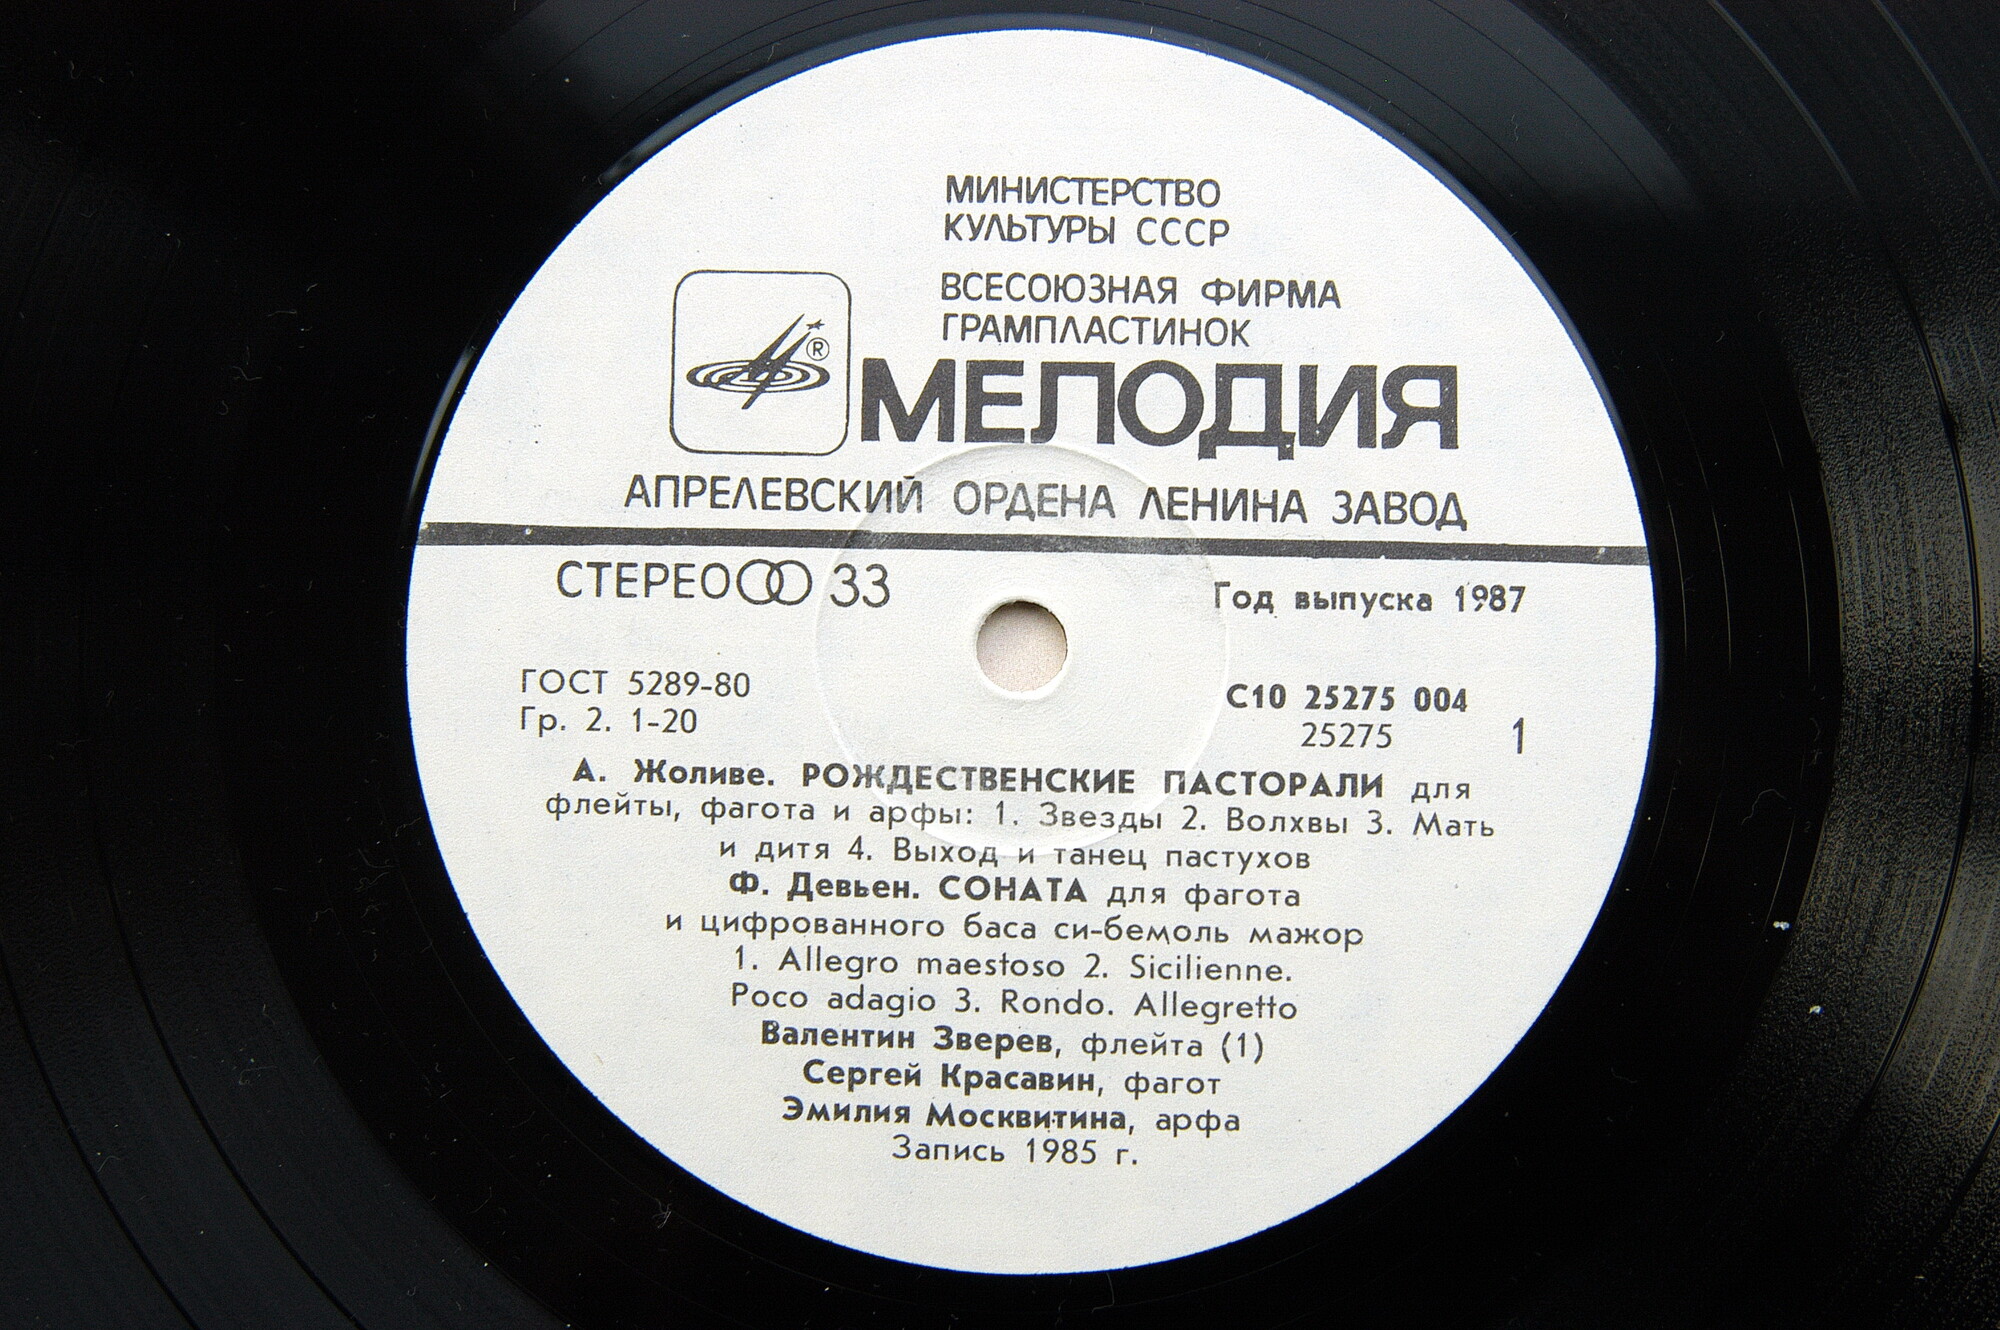 МИНИСТЕРСТВО
КУЛЬТУРЫ СССР
ВСЕСОЮЗНАЯ ФИРМА
ГРАМПЛАСТИНОК
®
МЕЛОДИЯ
АПРЕЛЕВСКИЙ ОРДЕНА ЛЕНИНА ЗАВОД
СТЕРЕО 33
Год выпуска 1987
ГОСТ 5289-80
Гр. 2. 1-20
С10 25275 004
25275 1
А. Жоливе. РОЖДЕСТВЕНСКИЕ ПАСТОРАЛИ для
флейты, фагота и арфы: 1. Звезды 2. Волхвы 3. Мать
и дитя 4. Выход и танец пастухов
Ф. Девьен. СОНАТА для фагота
и цифрованного баса си-бемоль мажор
1. Allegro maestoso 2. Sicilienne.
Poco adagio 3. Rondo. Allegretto
Валентин Зверев, флейта (1)
Сергей Красавин, фагот
Эмилия Москвитина, арфа
Запись 1985 г.